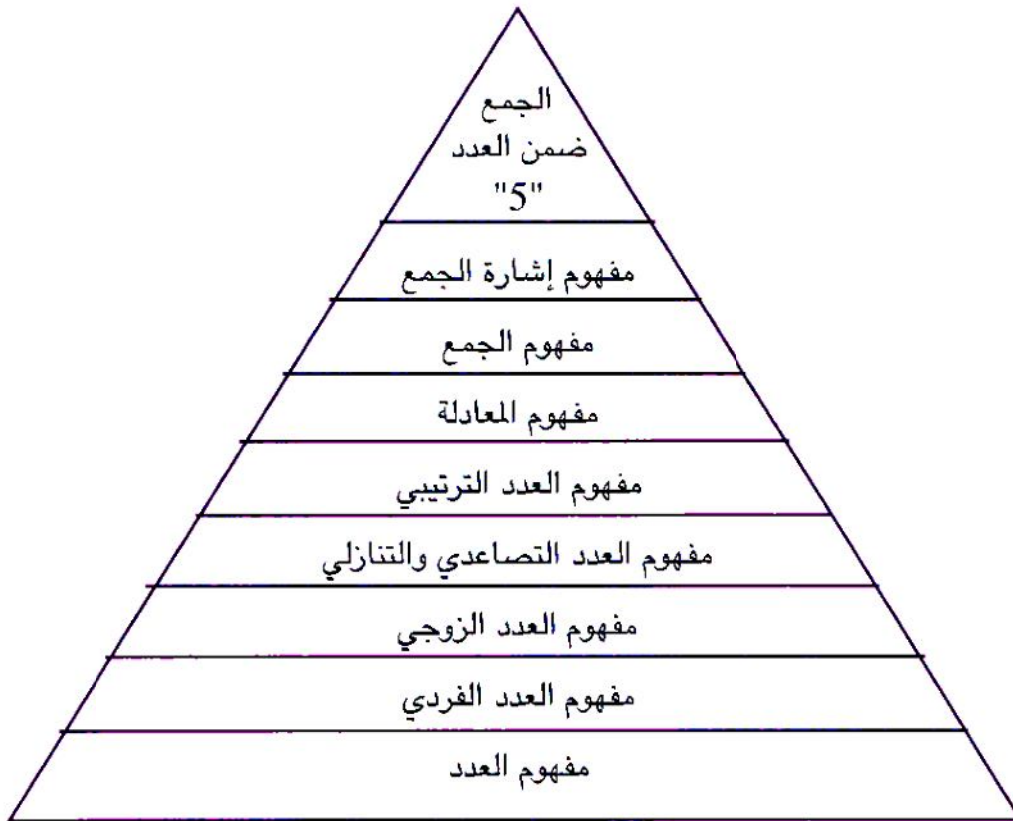 الجمع
ضمن العدد
"5"
مفهوم إشارة الجمع
مفهوم الجمع
مفهوم المعادلة
مفهوم العدد الترتيبي
مفهوم العدد التصاعدي والتنازلي
مفهوم العدد الزوجي
مفهوم العدد الفردي
مفهوم العدد